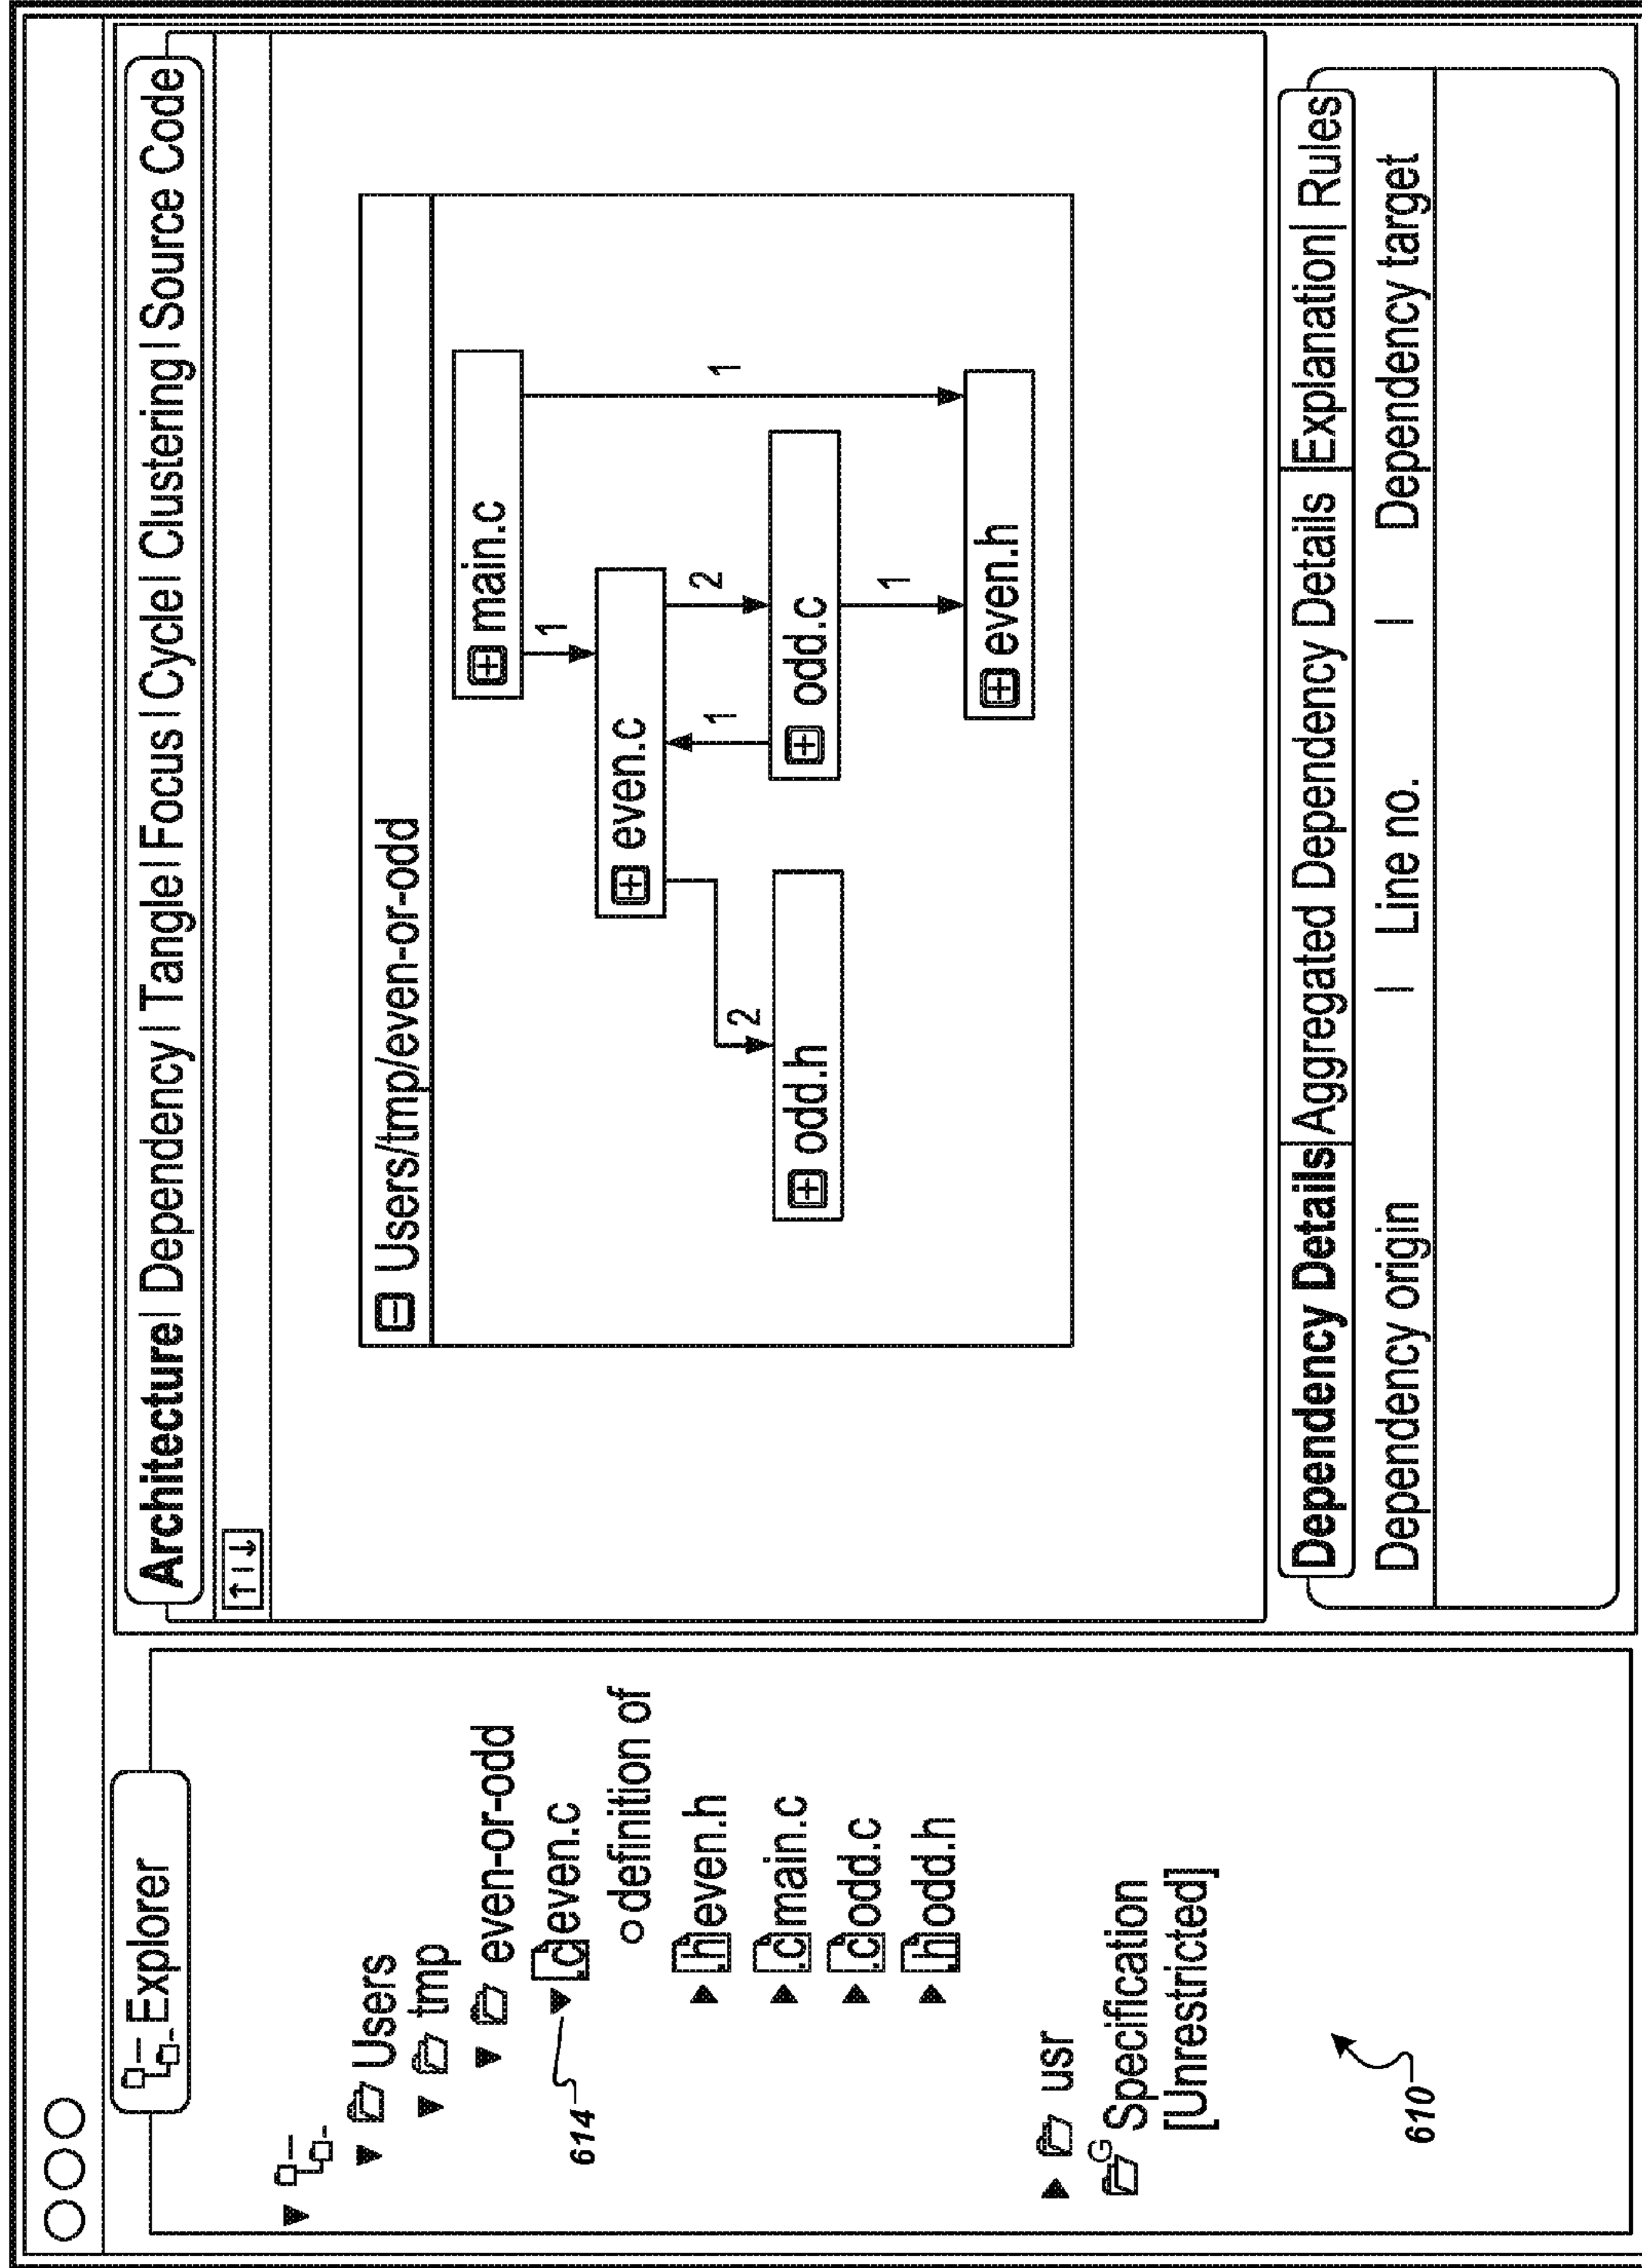 Explorer
Users
tmp
even-or-odd
.c even.c
definition of
.h even.h
.c main.c
.c odd.c
.h odd.h
usr
G
Specification
[Unrestricted]
614
610
Architecture | Dependency | Tangle | Focus | Cycle | Clustering | Source Code
Users/tmp/even-or-odd
main.c
1
1
even.c
2
1
2
odd.h
odd.c
1
even.h
Dependency Details | Aggregated Dependency Details | Explanation | Rules
Dependency origin | Line no. | Dependency target